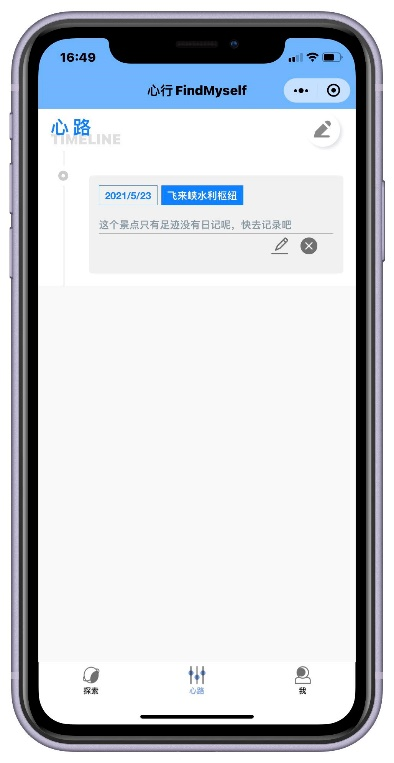 16:49
心行 FindMyself
心路
TIMELINE
2021/5/23 飞来峡水利枢纽
这个景点只有足迹没有日记呢，快去记录吧
探索 心路 我